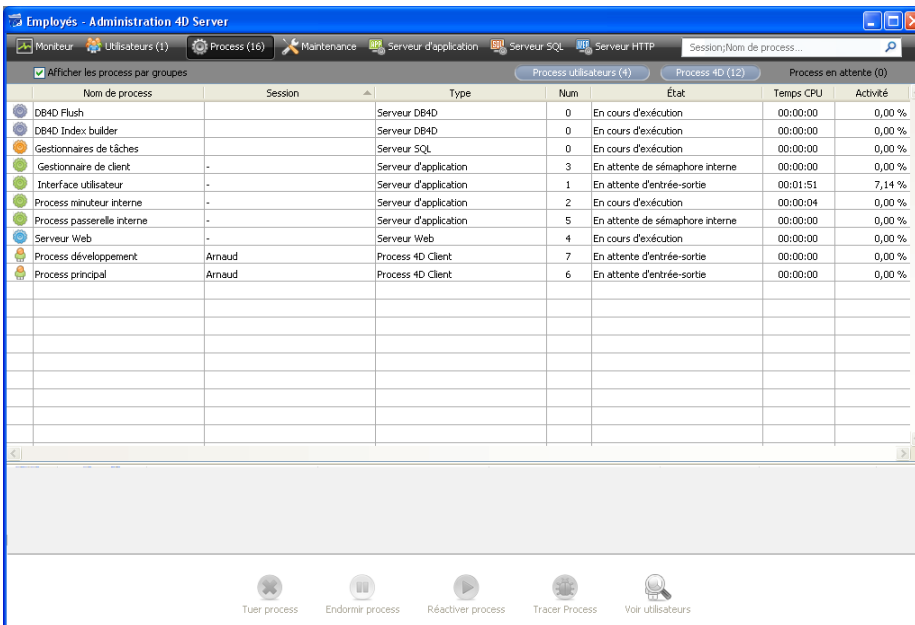 Employés - Administration 4D Server
Moniteur Utilisateurs (1) Process (16) Maintenance Serveur d'application Serveur SQL Serveur HTTP Session;Nom de process...
Afficher les process par groupes Process utilisateurs (4) Process 4D (12) Process en attente (0)
Nom de process Session Type Num État Temps CPU Activité
DB4D Flush Serveur DB4D 0 En cours d'exécution 00:00:00 0,00 %
DB4D Index builder Serveur DB4D 0 En cours d'exécution 00:00:00 0,00 %
Gestionnaires de tâches Serveur SQL 0 En cours d'exécution 00:00:00 0,00 %
Gestionnaire de client - Serveur d'application 3 En attente de sémaphore interne 00:00:00 0,00 %
Interface utilisateur - Serveur d'application 1 En attente d'entrée-sortie 00:01:51 7,14 %
Process minuteur interne - Serveur d'application 2 En cours d'exécution 00:00:04 0,00 %
Process passerelle interne - Serveur d'application 5 En attente de sémaphore interne 00:00:00 0,00 %
Serveur Web - Serveur Web 4 En cours d'exécution 00:00:00 0,00 %
Process développement Arnaud Process 4D Client 7 En attente d'entrée-sortie 00:00:00 0,00 %
Process principal Arnaud Process 4D Client 6 En attente d'entrée-sortie 00:00:00 0,00 %
Tuer process Endormir process Réactiver process Tracer Process Voir utilisateurs